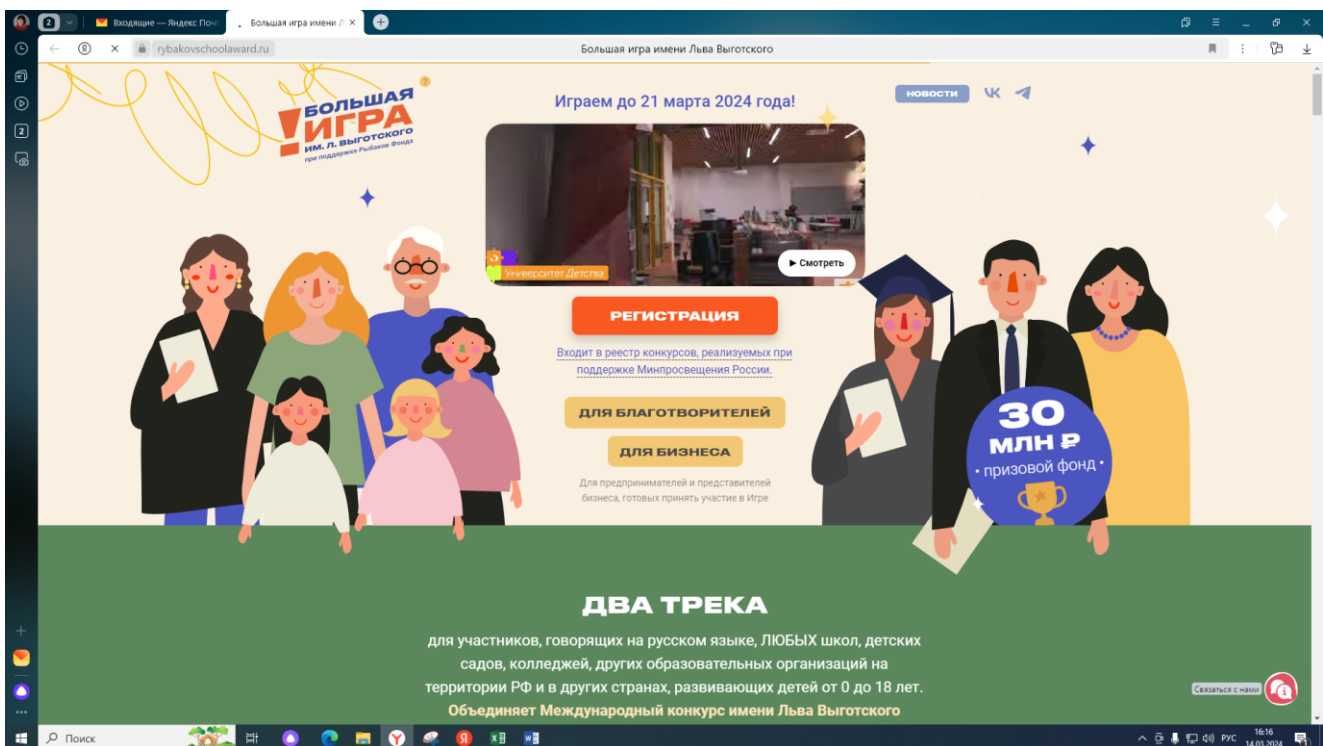 2
Входящие — Яндекс Поч
Большая игра имени Л
rybakovschoolaward.ru
Большая игра имени Льва Выготского
2
БОЛЬШАЯ
?
ИГРА
ИМ. Л. ВЫГОТСКОГО
при поддержке Рыбаков Фонда
Играем до 21 марта 2024 года!
НОВОСТИ
Университет Детства
Смотреть
РЕГИСТРАЦИЯ
Входит в реестр конкурсов, реализуемых при
поддержке Минпросвещения России.
ДЛЯ БЛАГОТВОРИТЕЛЕЙ
ДЛЯ БИЗНЕСА
Для предпринимателей и представителей
бизнеса, готовых принять участие в Игре
30
МЛН ₽
• призовой фонд •
ДВА ТРЕКА
для участников, говорящих на русском языке, ЛЮБЫХ школ, детских
садов, колледжей, других образовательных организаций на
территории РФ и в других странах, развивающих детей от 0 до 18 лет.
Объединяет Международный конкурс имени Льва Выготского
Связаться с нами
Поиск
РУС
16:16
14.03.2024